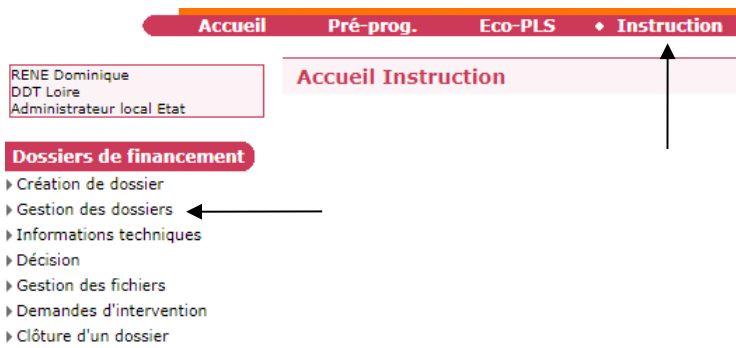 Accueil Pré-prog. Eco-PLS Instruction
RENE Dominique
DDT Loire
Administrateur local Etat
Accueil Instruction
Dossiers de financement
Création de dossier
Gestion des dossiers
Informations techniques
Décision
Gestion des fichiers
Demandes d'intervention
Clôture d'un dossier